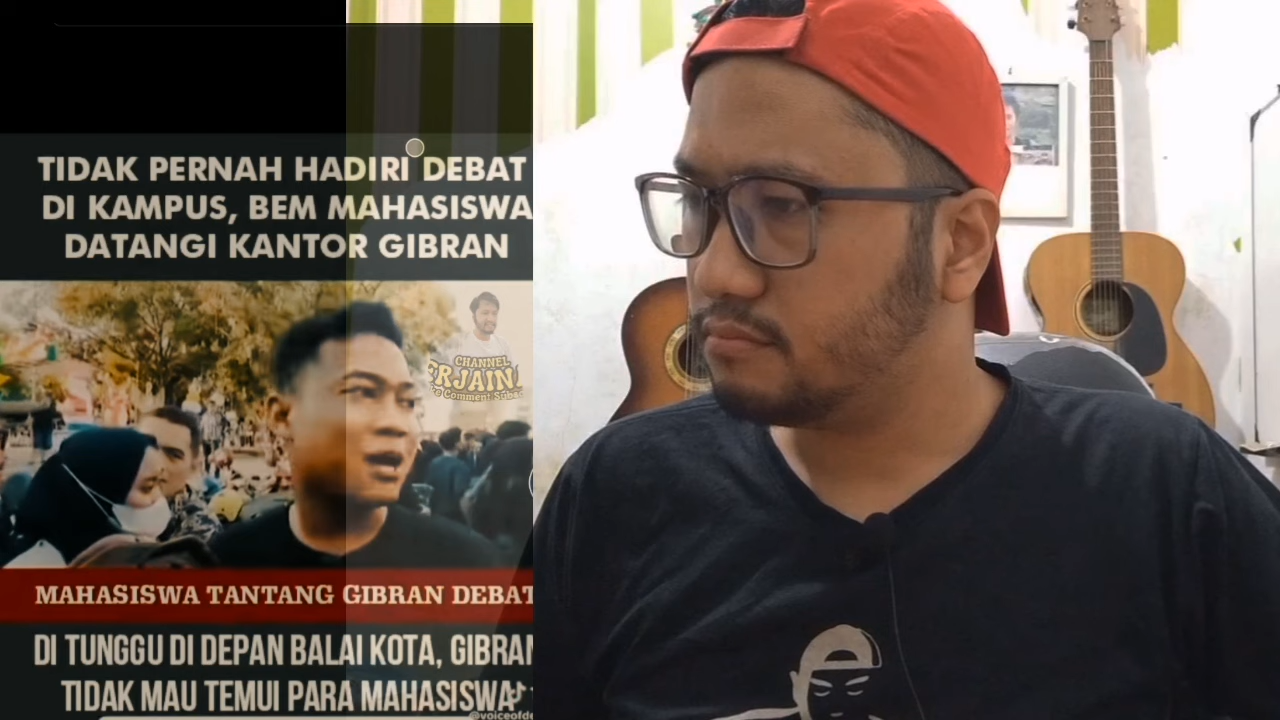 TIDAK PERNAH HADIRI DEBAT
DI KAMPUS, BEM MAHASISWA
DATANGI KANTOR GIBRAN
CHANNEL
MAHASISWA TANTANG GIBRAN DEBAT
DI TUNGGU DI DEPAN BALAI KOTA, GIBRAN
TIDAK MAU TEMUI PARA MAHASISWA